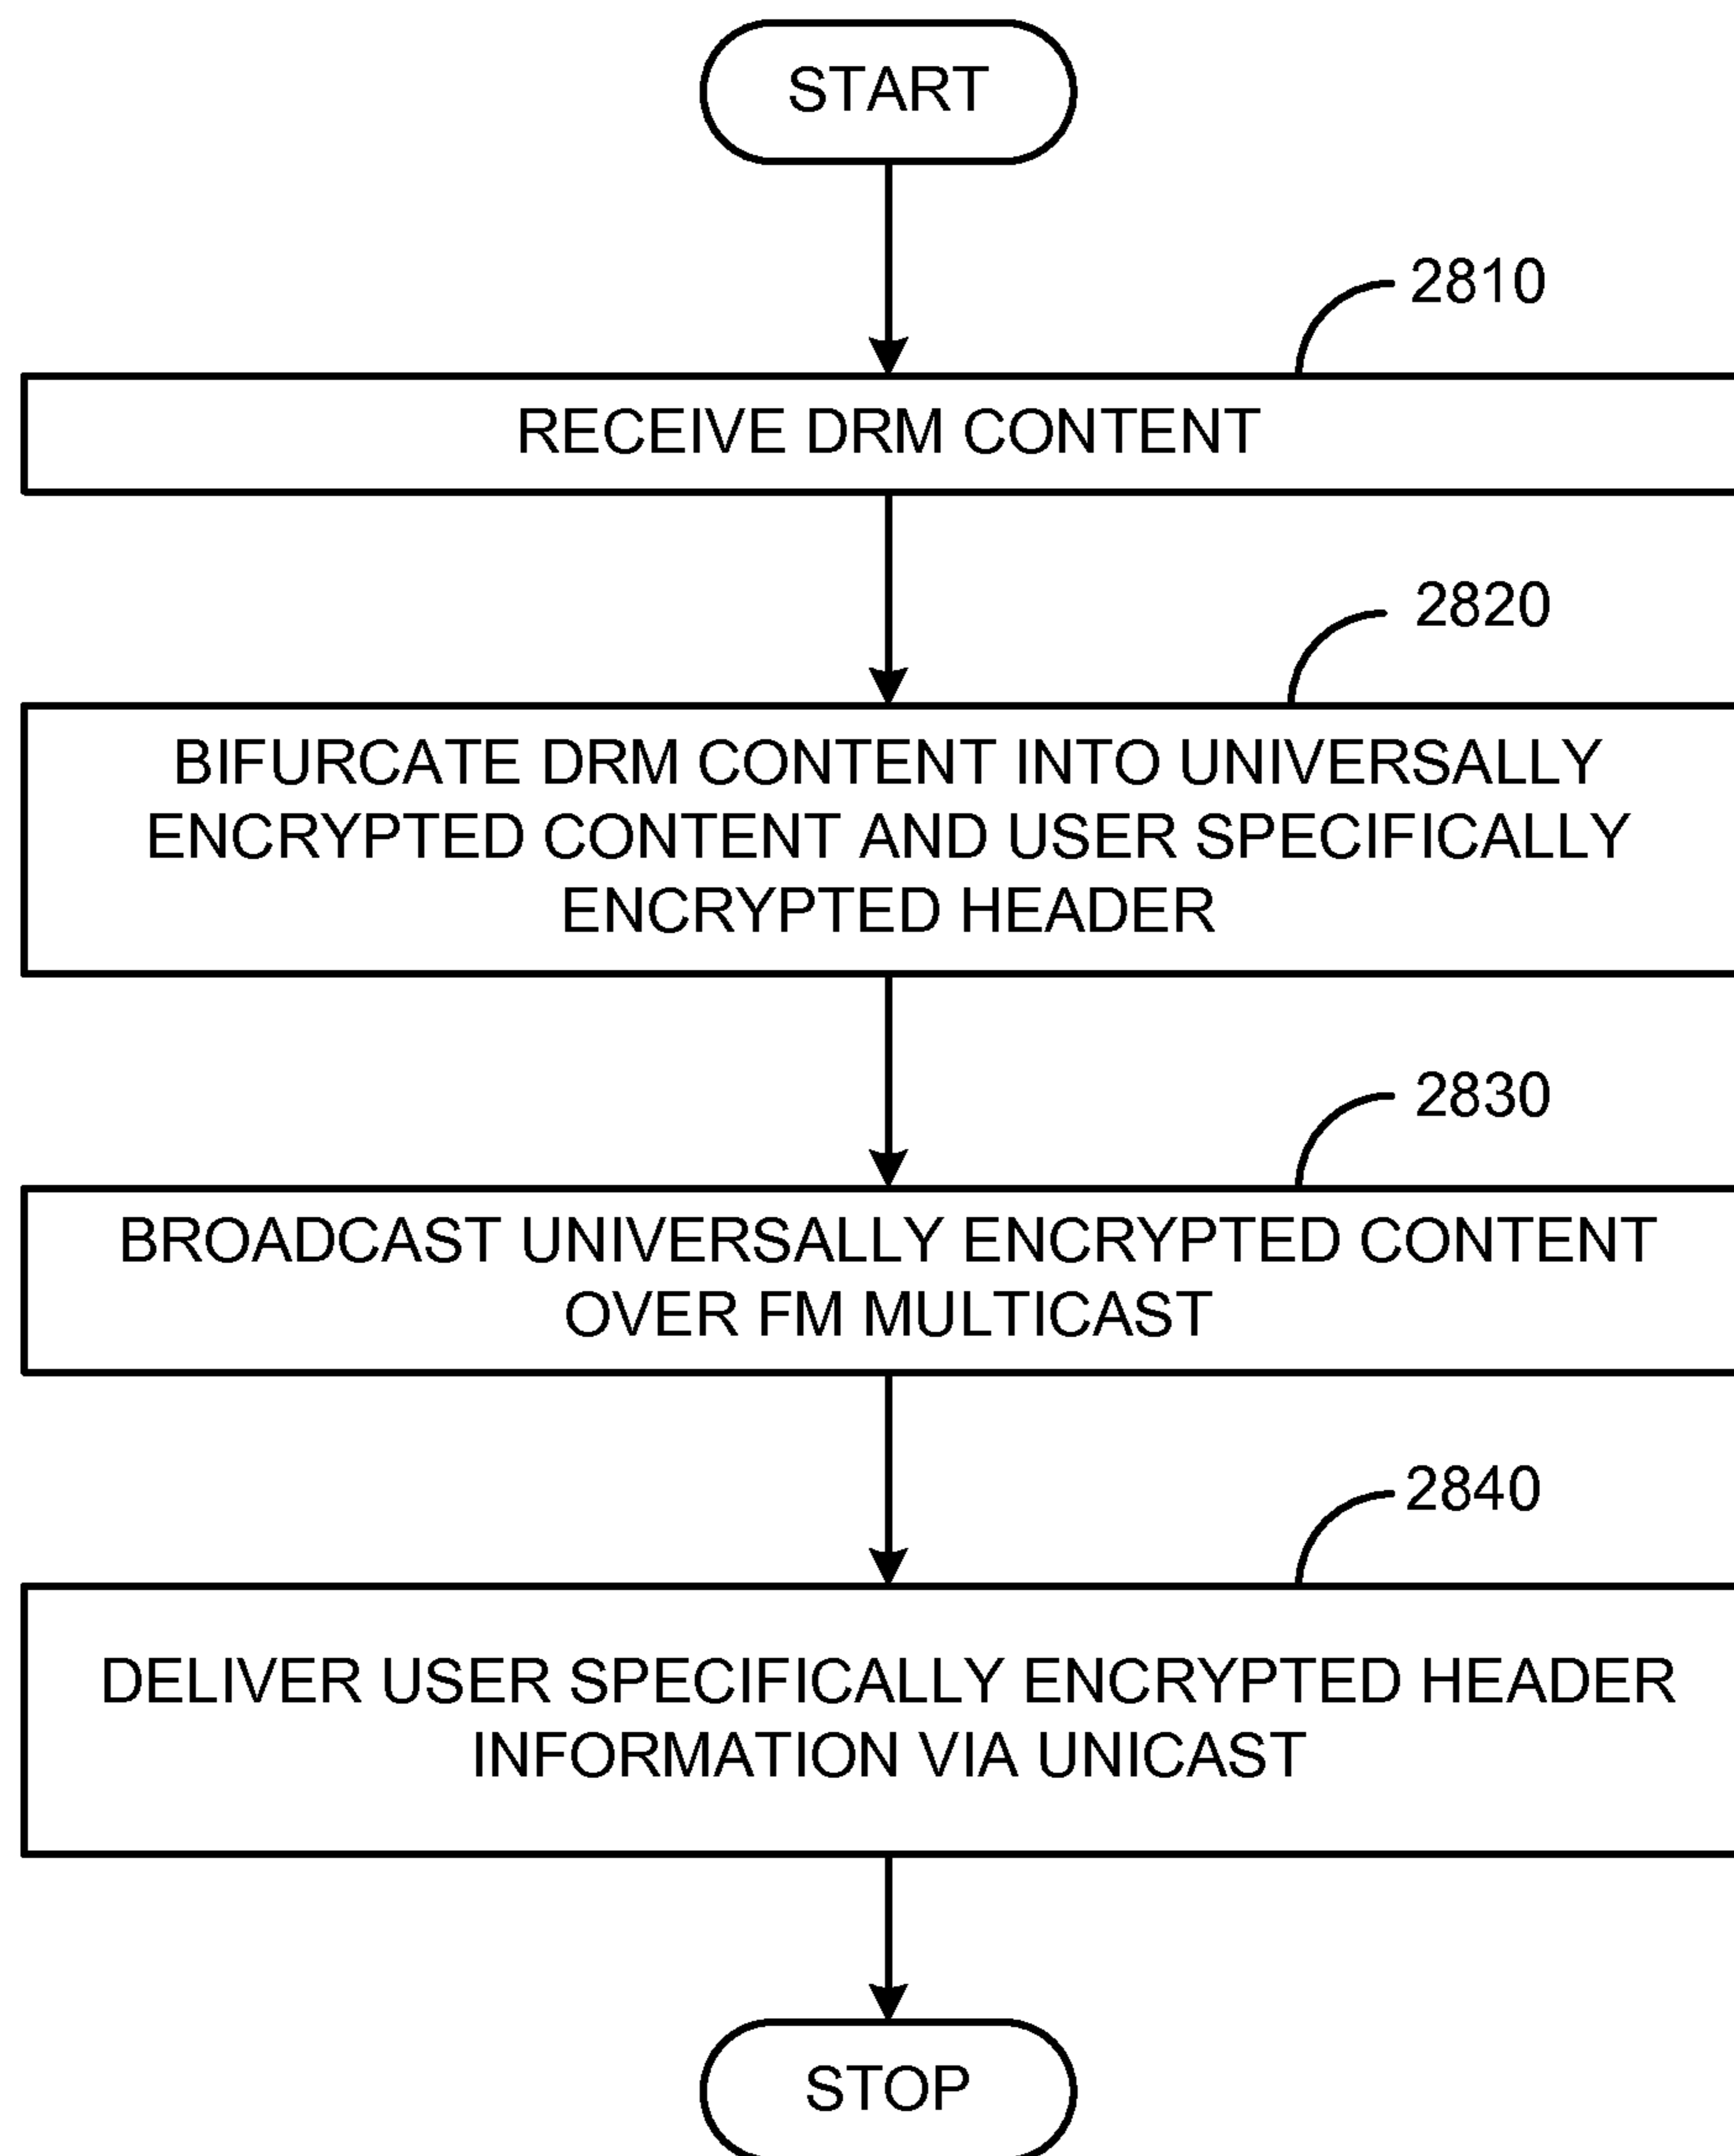 START
2810
RECEIVE DRM CONTENT
2820
BIFURCATE DRM CONTENT INTO UNIVERSALLY
ENCRYPTED CONTENT AND USER SPECIFICALLY
ENCRYPTED HEADER
2830
BROADCAST UNIVERSALLY ENCRYPTED CONTENT
OVER FM MULTICAST
2840
DELIVER USER SPECIFICALLY ENCRYPTED HEADER
INFORMATION VIA UNICAST
STOP